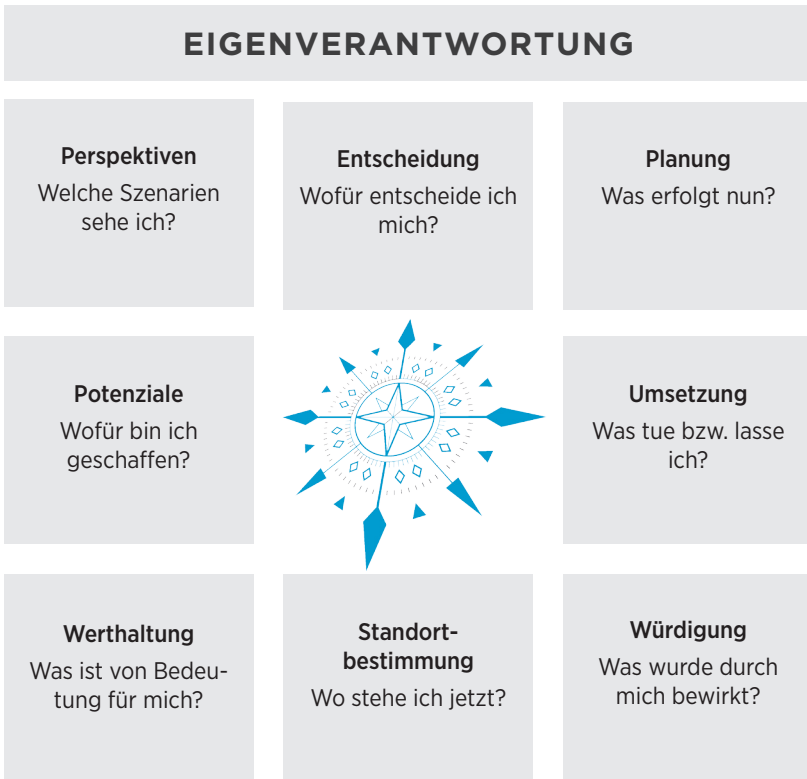 EIGENVERANTWORTUNG
Perspektiven
Welche Szenarien
sehe ich?
Entscheidung
Wofür entscheide ich
mich?
Planung
Was erfolgt nun?
Potenziale
Wofür bin ich
geschaffen?
Umsetzung
Was tue bzw. lasse
ich?
Werthaltung
Was ist von Bedeu-
tung für mich?
Standort-
bestimmung
Wo stehe ich jetzt?
Würdigung
Was wurde durch
mich bewirkt?